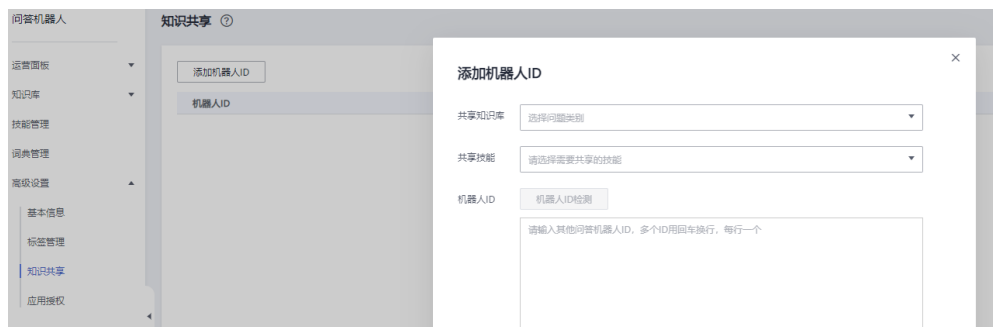 问答机器人
运营面板
知识库
技能管理
词典管理
高级设置
基本信息
标签管理
知识共享
应用授权
知识共享
添加机器人ID
机器人ID
添加机器人ID
共享知识库 选择问题类别
共享技能 请选择需要共享的技能
机器人ID 机器人ID检测
请输入其他问答机器人ID，多个ID用回车换行，每行一个